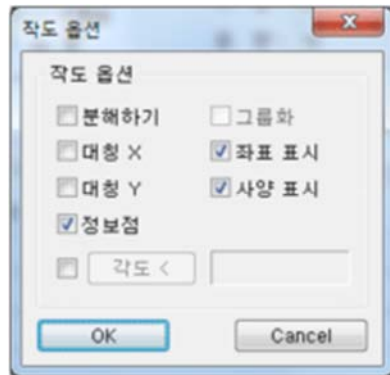 작도 옵션
작도 옵션
분해하기 그룹화
대칭 X 좌표 표시
대칭 Y 사양 표시
정보점
각도 <
OK Cancel